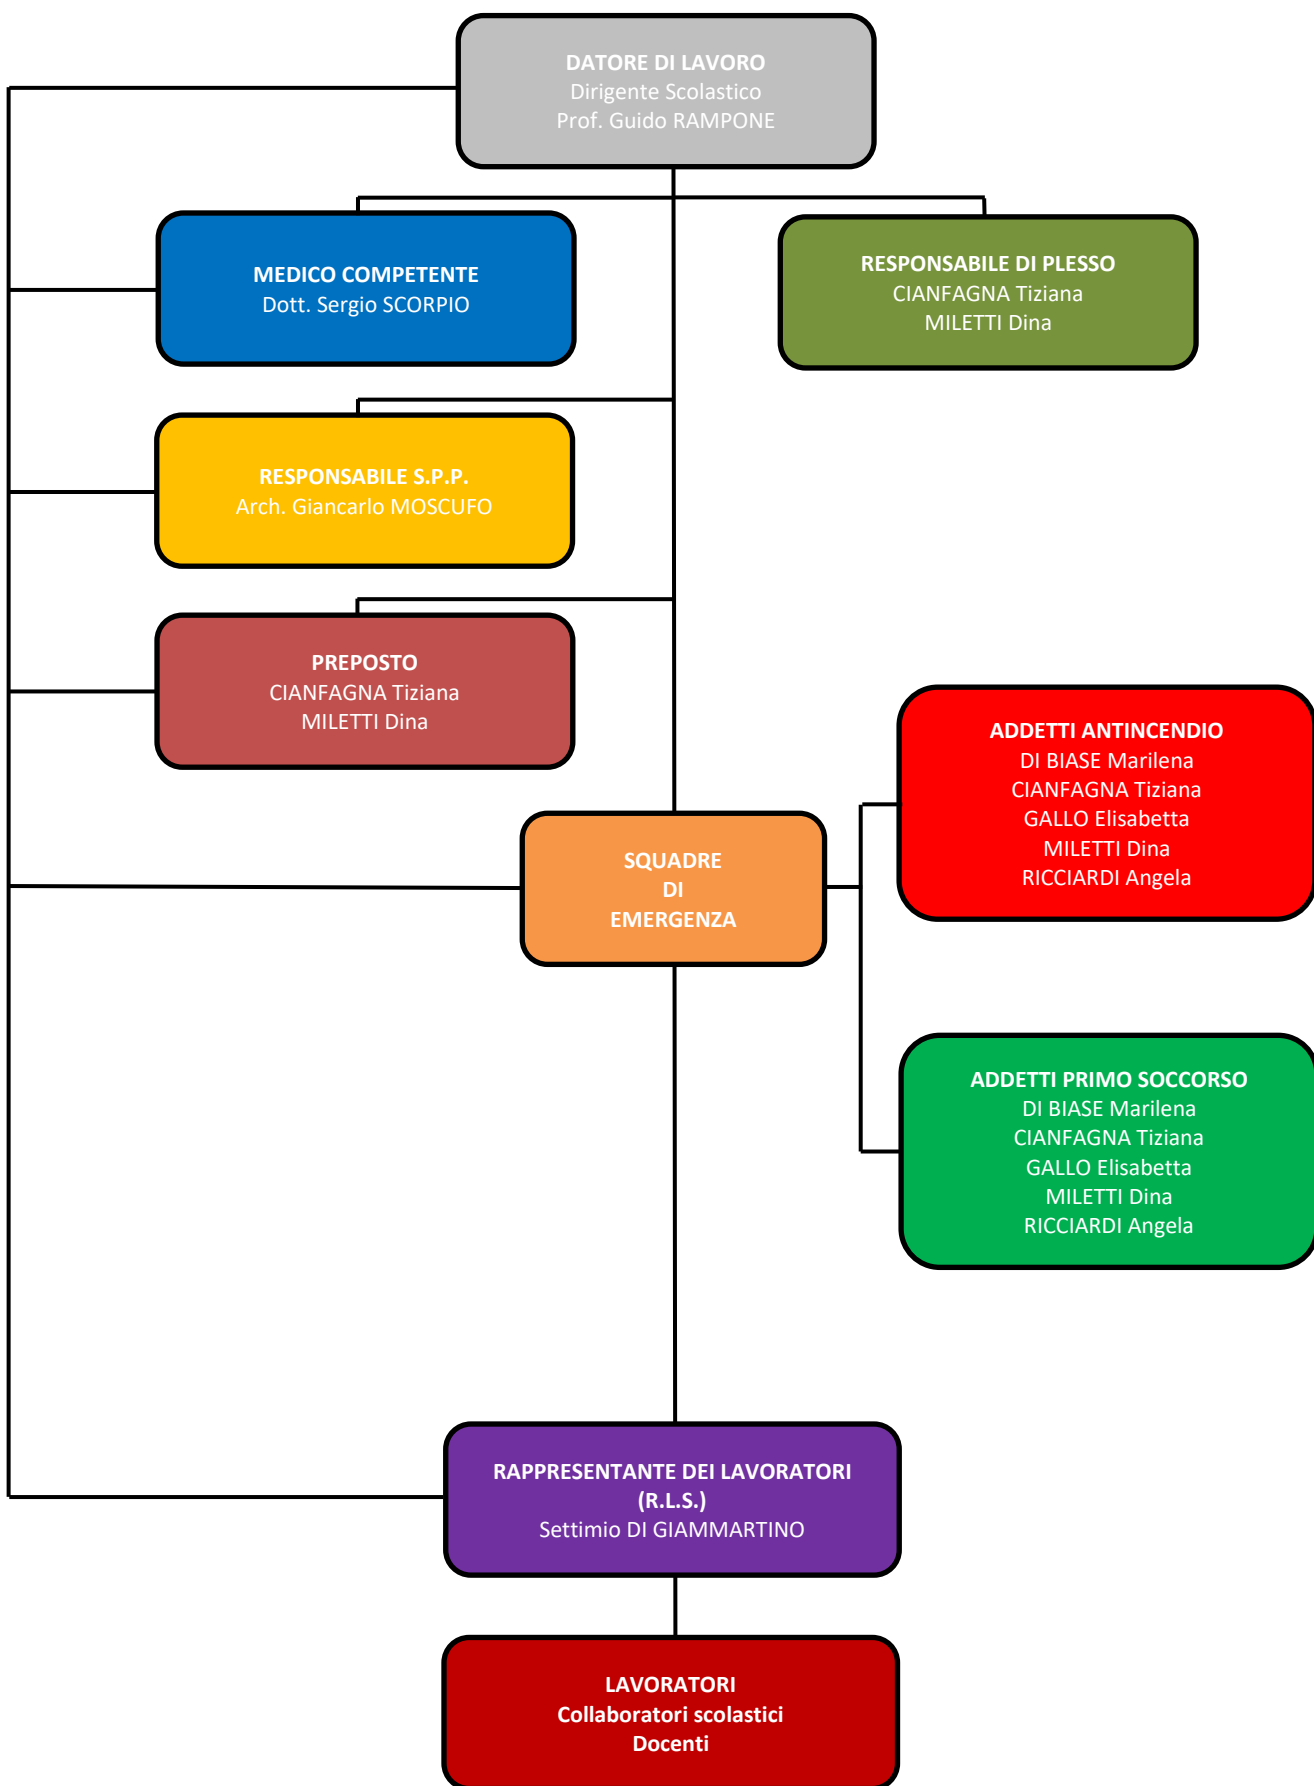 DATORE DI LAVORO
Dirigente Scolastico
Prof. Guido RAMPONE
MEDICO COMPETENTE
Dott. Sergio SCORPIO
RESPONSABILE DI PLESSO
CIANFAGNA Tiziana
MILETTI Dina
RESPONSABILE S.P.P.
Arch. Giancarlo MOSCUFO
PREPOSTO
CIANFAGNA Tiziana
MILETTI Dina
ADDETTI ANTINCENDIO
DI BIASE Marilena
CIANFAGNA Tiziana
GALLO Elisabetta
MILETTI Dina
RICCIARDI Angela
SQUADRE
DI
EMERGENZA
ADDETTI PRIMO SOCCORSO
DI BIASE Marilena
CIANFAGNA Tiziana
GALLO Elisabetta
MILETTI Dina
RICCIARDI Angela
RAPPRESENTANTE DEI LAVORATORI
(R.L.S.)
Settimio DI GIAMMARTINO
LAVORATORI
Collaboratori scolastici
Docenti